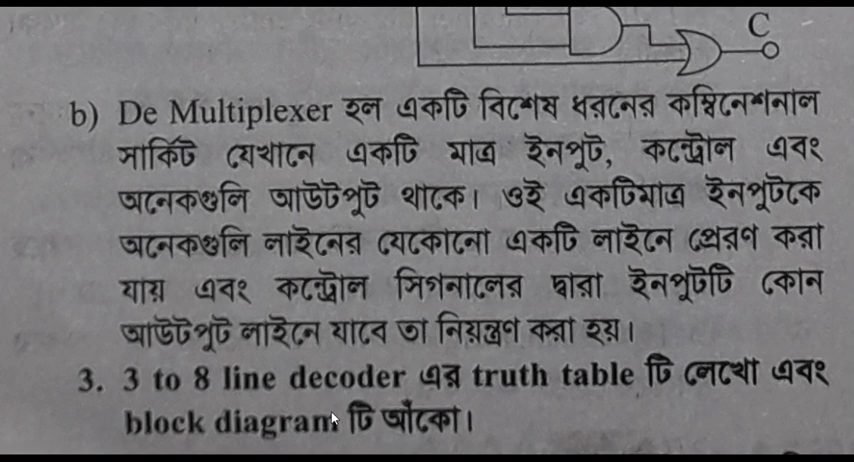 C
b) De Multiplexer হল একটি বিশেষ ধরনের কম্বিনেশনাল
সার্কিট যেখানে একটি মাত্র ইনপুট, কন্ট্রোল এবং
অনেকগুলি আউটপুট থাকে। ওই একটিমাত্র ইনপুটকে
অনেকগুলি লাইনের যেকোনো একটি লাইনে প্রেরণ করা
যায় এবং কন্ট্রোল সিগনালের দ্বারা ইনপুটটি কোন
আউটপুট লাইনে যাবে তা নিয়ন্ত্রণ করা হয়।
3. 3 to 8 line decoder এর truth table টি লেখো এবং
block diagram টি আঁকো।